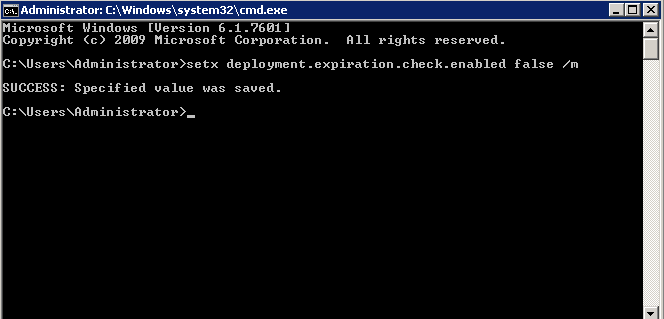 Administrator: C:\Windows\system32\cmd.exe
Microsoft Windows [Version 6.1.7601]
Copyright (c) 2009 Microsoft Corporation.  All rights reserved.
C:\Users\Administrator>setx deployment.expiration.check.enabled false /m
SUCCESS: Specified value was saved.
C:\Users\Administrator>_